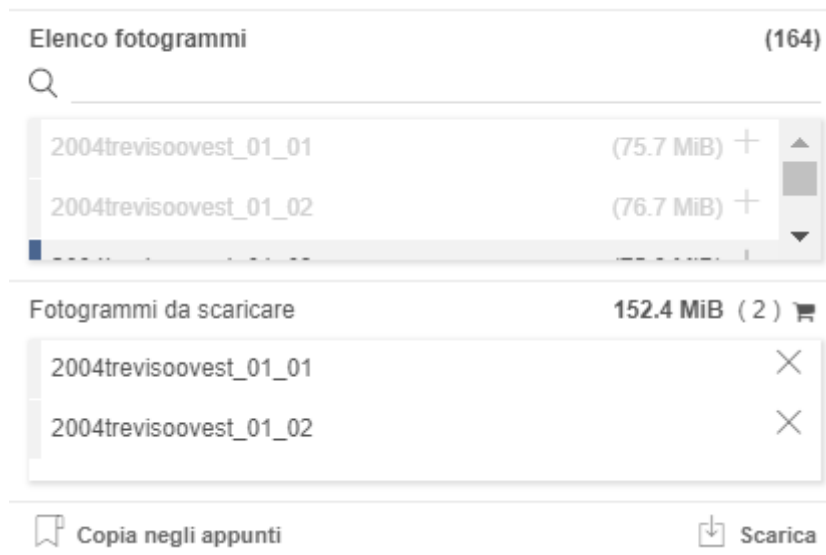 Elenco fotogrammi (164)
2004trevisoovest_01_01 (75.7 MiB)
2004trevisoovest_01_02 (76.7 MiB)
Fotogrammi da scaricare 152.4 MiB ( 2 )
2004trevisoovest_01_01
2004trevisoovest_01_02
Copia negli appunti Scarica